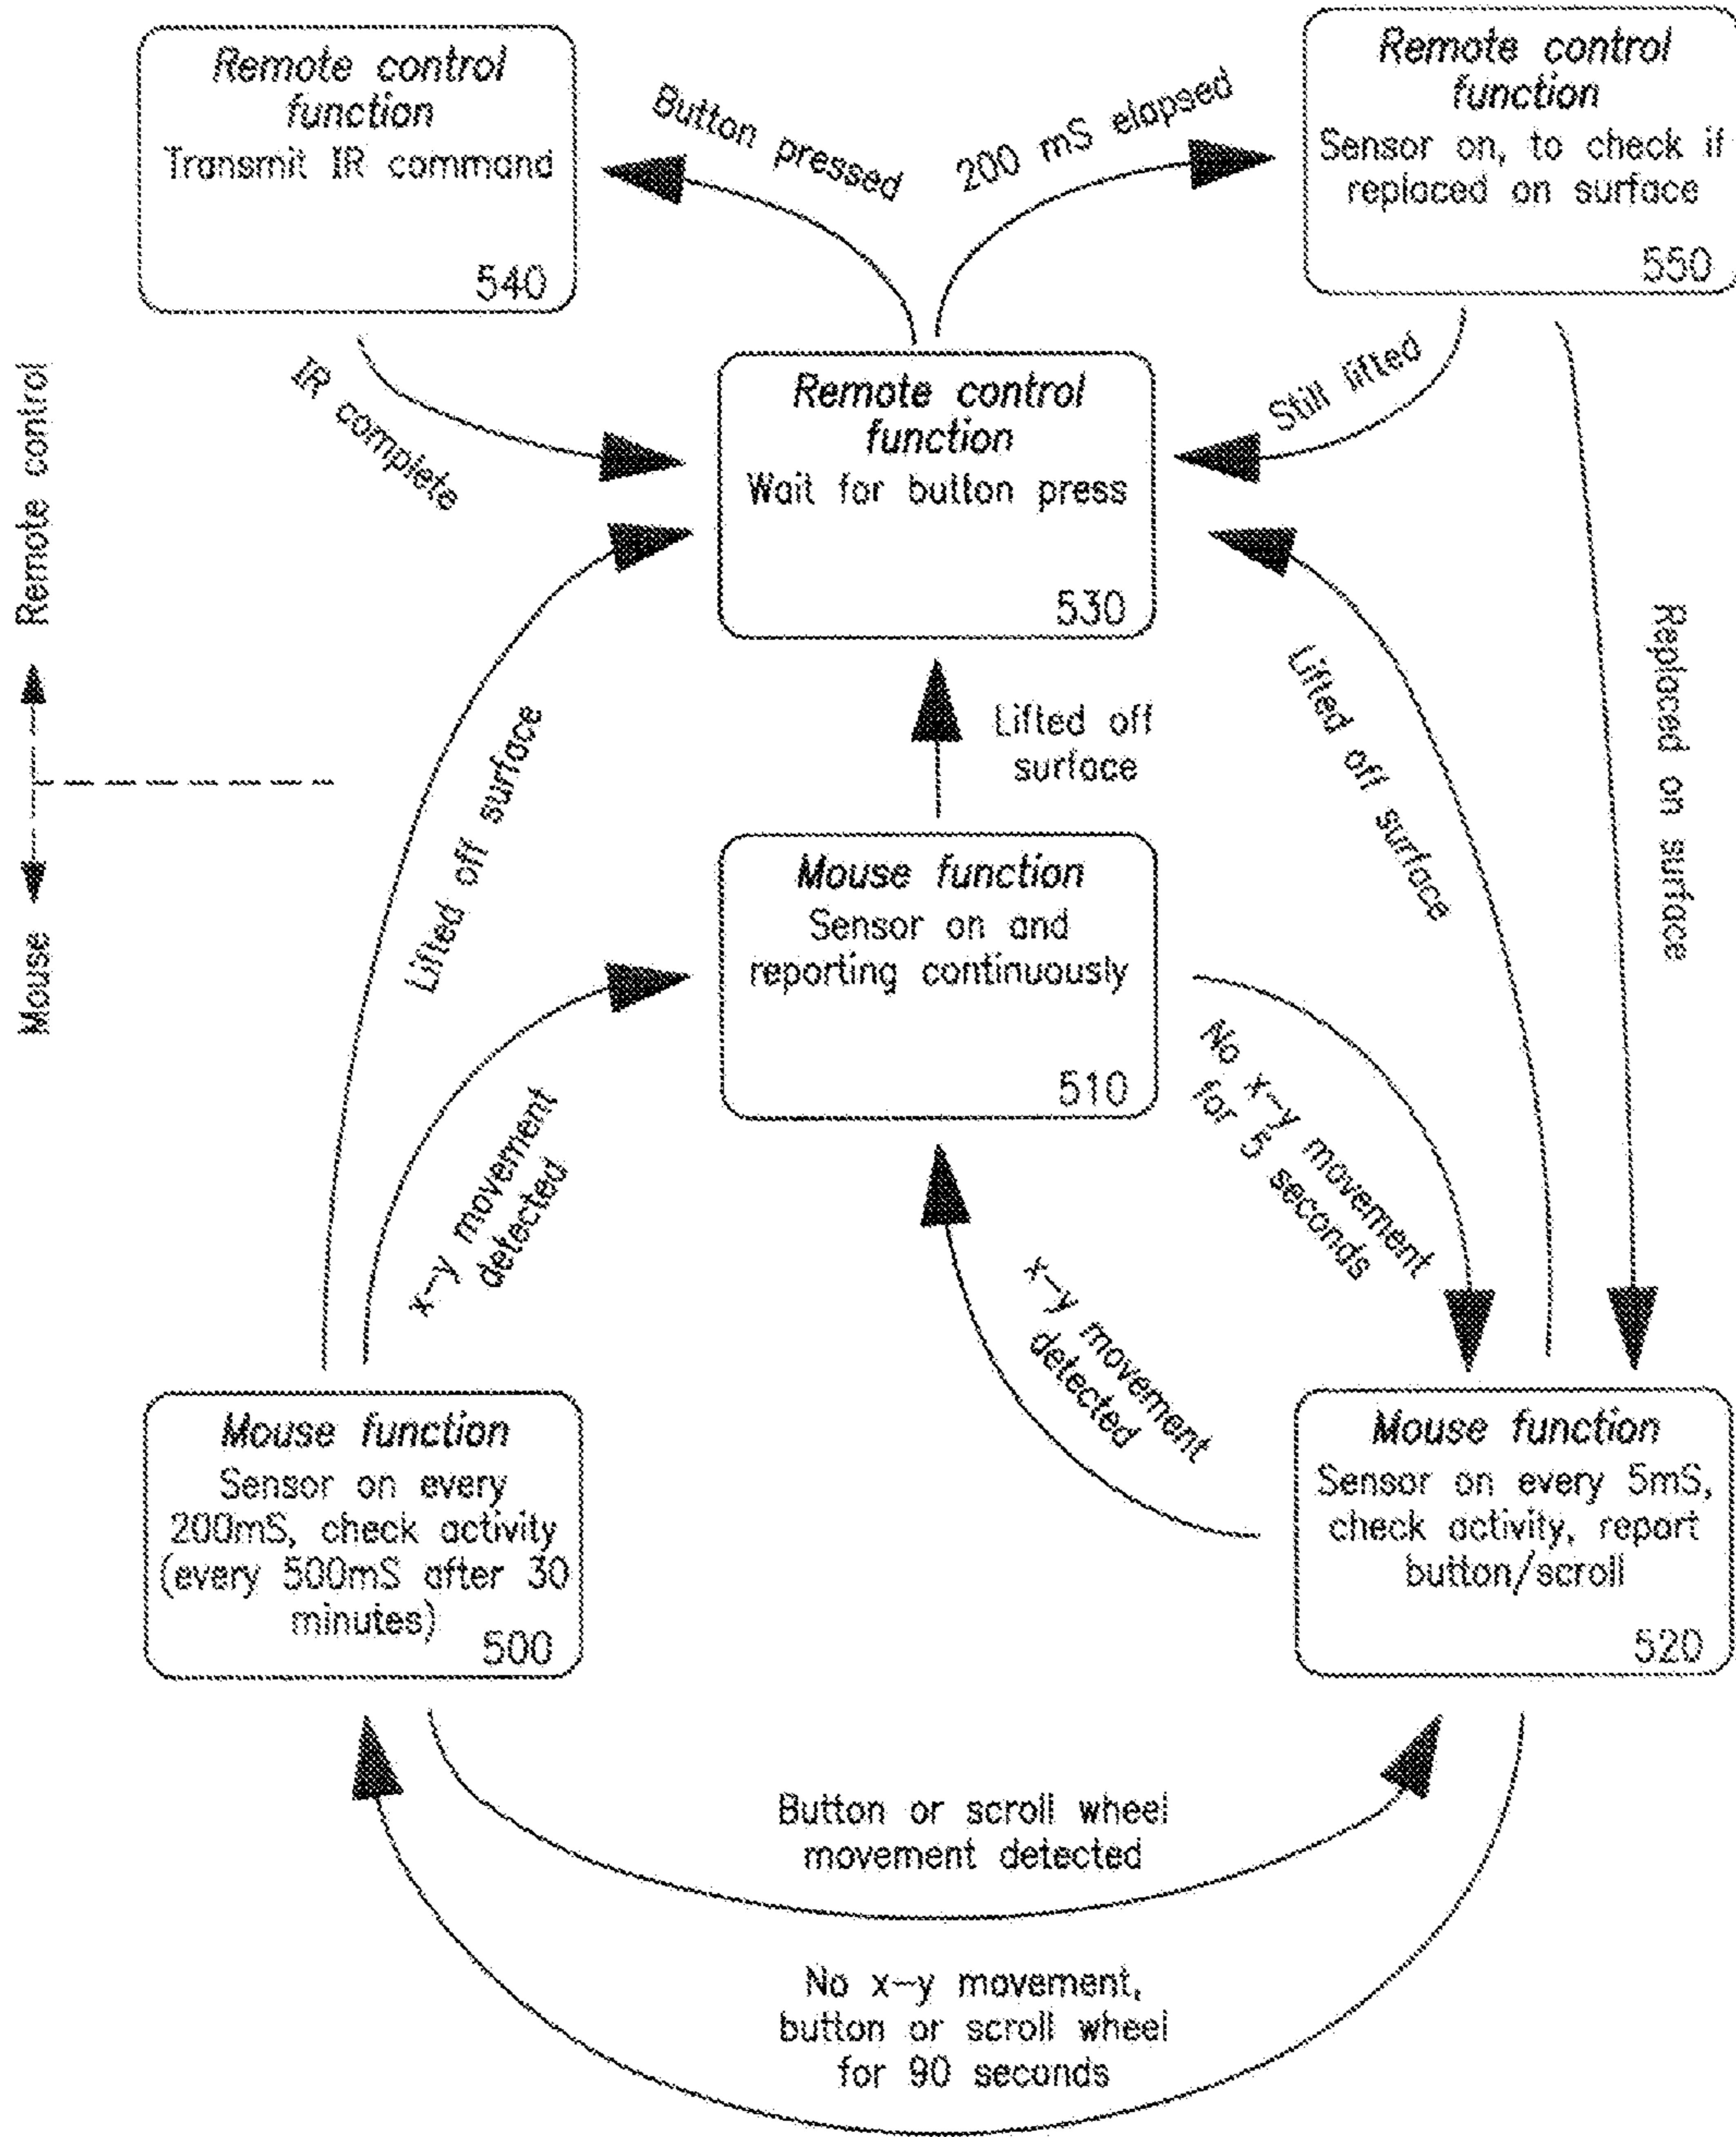 Remote control
function
Transmit IR command
540
Button pressed
200 mS elapsed
Remote control
function
Sensor on, to check if
replaced on surface
550
IR complete
Still lifted
Remote control
function
Wait for button press
530
Remote control
Mouse
Lifted off surface
Lifted off
surface
Lifted off surface
Replaced on surface
Mouse function
Sensor on and
reporting continuously
510
x-y movement
detected
No x-y movement
for 5 seconds
x-y movement
detected
Mouse function
Sensor on every
200mS, check activity
(every 500mS after 30
minutes)
500
Mouse function
Sensor on every 5mS,
check activity, report
button/scroll
520
Button or scroll wheel
movement detected
No x-y movement,
button or scroll wheel
for 90 seconds